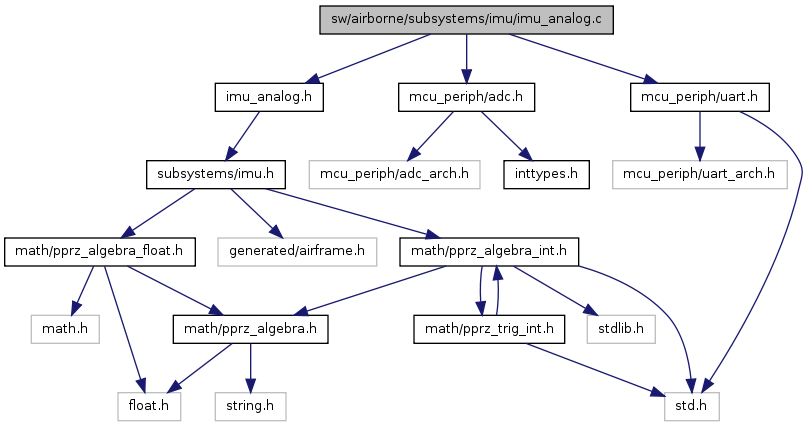 sw/airborne/subsystems/imu/imu_analog.c
imu_analog.h
mcu_periph/adc.h
mcu_periph/uart.h
subsystems/imu.h
mcu_periph/adc_arch.h
inttypes.h
mcu_periph/uart_arch.h
math/pprz_algebra_float.h
generated/airframe.h
math/pprz_algebra_int.h
math.h
math/pprz_algebra.h
math/pprz_trig_int.h
stdlib.h
float.h
string.h
std.h